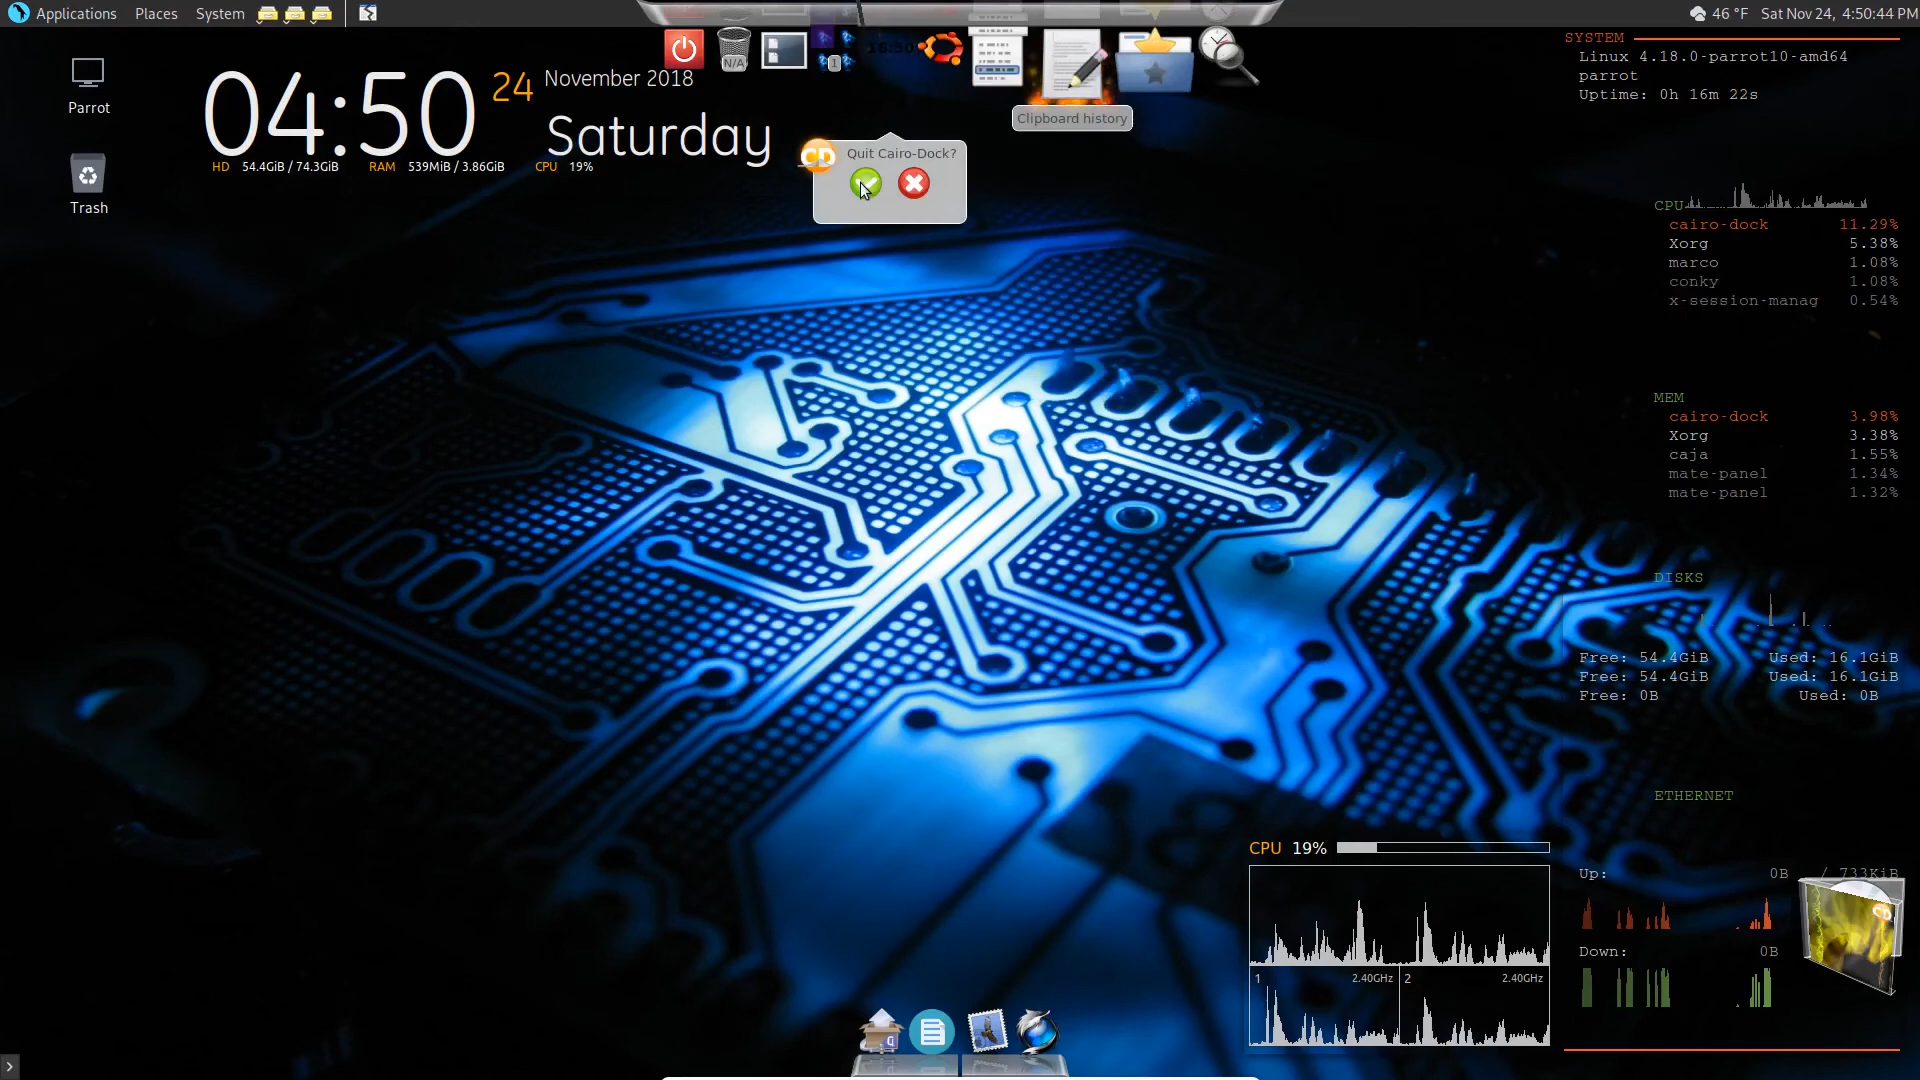 Applications Places System
46 °F Sat Nov 24, 4:50:44 PM
Parrot
Trash
04:50 24 November 2018
Saturday
HD 54.4GiB / 74.3GiB RAM 539MiB / 3.86GiB CPU 19%
N/A
1
16:50
Clipboard history
Quit Cairo-Dock?
SYSTEM
Linux 4.18.0-parrot10-amd64
parrot
Uptime: 0h 16m 22s
CPU
cairo-dock 11.29%
Xorg 5.38%
marco 1.08%
conky 1.08%
x-session-manag 0.54%
MEM
cairo-dock 3.98%
Xorg 3.38%
caja 1.55%
mate-panel 1.34%
mate-panel 1.32%
DISKS
Free: 54.4GiB Used: 16.1GiB
Free: 54.4GiB Used: 16.1GiB
Free: 0B Used: 0B
ETHERNET
Up: 0B / 733KiB
Down: 0B
CPU 19%
1 2.40GHz 2 2.40GHz